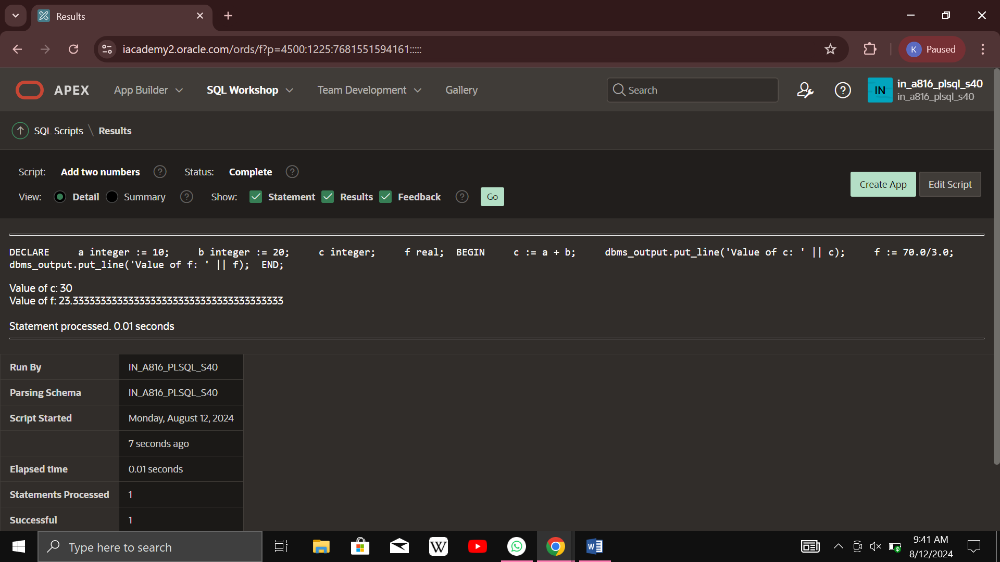 Results
iacademy2.oracle.com/ords/f?p=4500:1225:7681551594161:::::
K Paused
APEX App Builder SQL Workshop Team Development Gallery Search ? IN in_a816_plsql_s40
in_a816_plsql_s40
SQL Scripts \ Results
Script: Add two numbers ? Status: Complete ?
Create App Edit Script
View: Detail Summary ? Show: Statement Results Feedback ? Go
DECLARE a integer := 10; b integer := 20; c integer; f real; BEGIN c := a + b; dbms_output.put_line('Value of c: ' || c); f := 70.0/3.0;
dbms_output.put_line('Value of f: ' || f); END;
Value of c: 30
Value of f: 23.33333333333333333333333333333333333333
Statement processed. 0.01 seconds
Run By IN_A816_PLSQL_S40
Parsing Schema IN_A816_PLSQL_S40
Script Started Monday, August 12, 2024
7 seconds ago
Elapsed time 0.01 seconds
Statements Processed 1
Successful 1
Type here to search
W
W
9:41 AM
8/12/2024